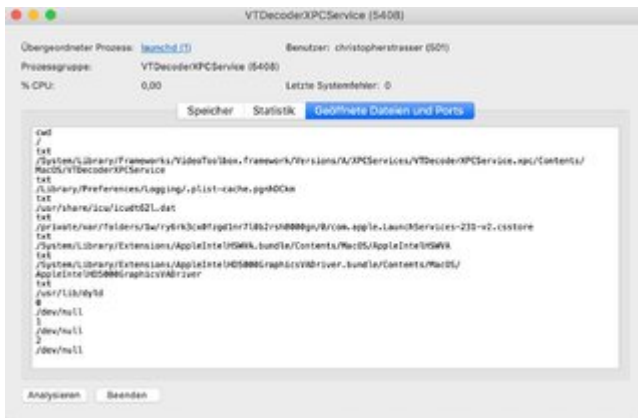 VTDecoderXPCService (5408)
Übergeordneter Prozess: launchd (1)
Benutzer: christopherstrasser (501)
Prozessgruppe: VTDecoderXPCService (5408)
% CPU: 0,00
Letzte Systemfehler: 0
Speicher Statistik Geöffnete Dateien und Ports
cwd
/
txt
/System/Library/Frameworks/VideoToolbox.framework/Versions/A/XPCServices/VTDecoderXPCService.xpc/Contents/
MacOS/VTDecoderXPCService
txt
/Library/Preferences/Logging/.plist-cache.pgnNOCkm
txt
/usr/share/icu/icudt62l.dat
txt
/System/Library/Extensions/AppleIntelHSWVA.bundle/Contents/MacOS/AppleIntelHSWVA
txt
/System/Library/Extensions/AppleIntelHD5000GraphicsVADriver.bundle/Contents/MacOS/
AppleIntelHD5000GraphicsVADriver
txt
/usr/lib/dyld
0
/dev/null
1
/dev/null
2
/dev/null
Analysieren Beenden